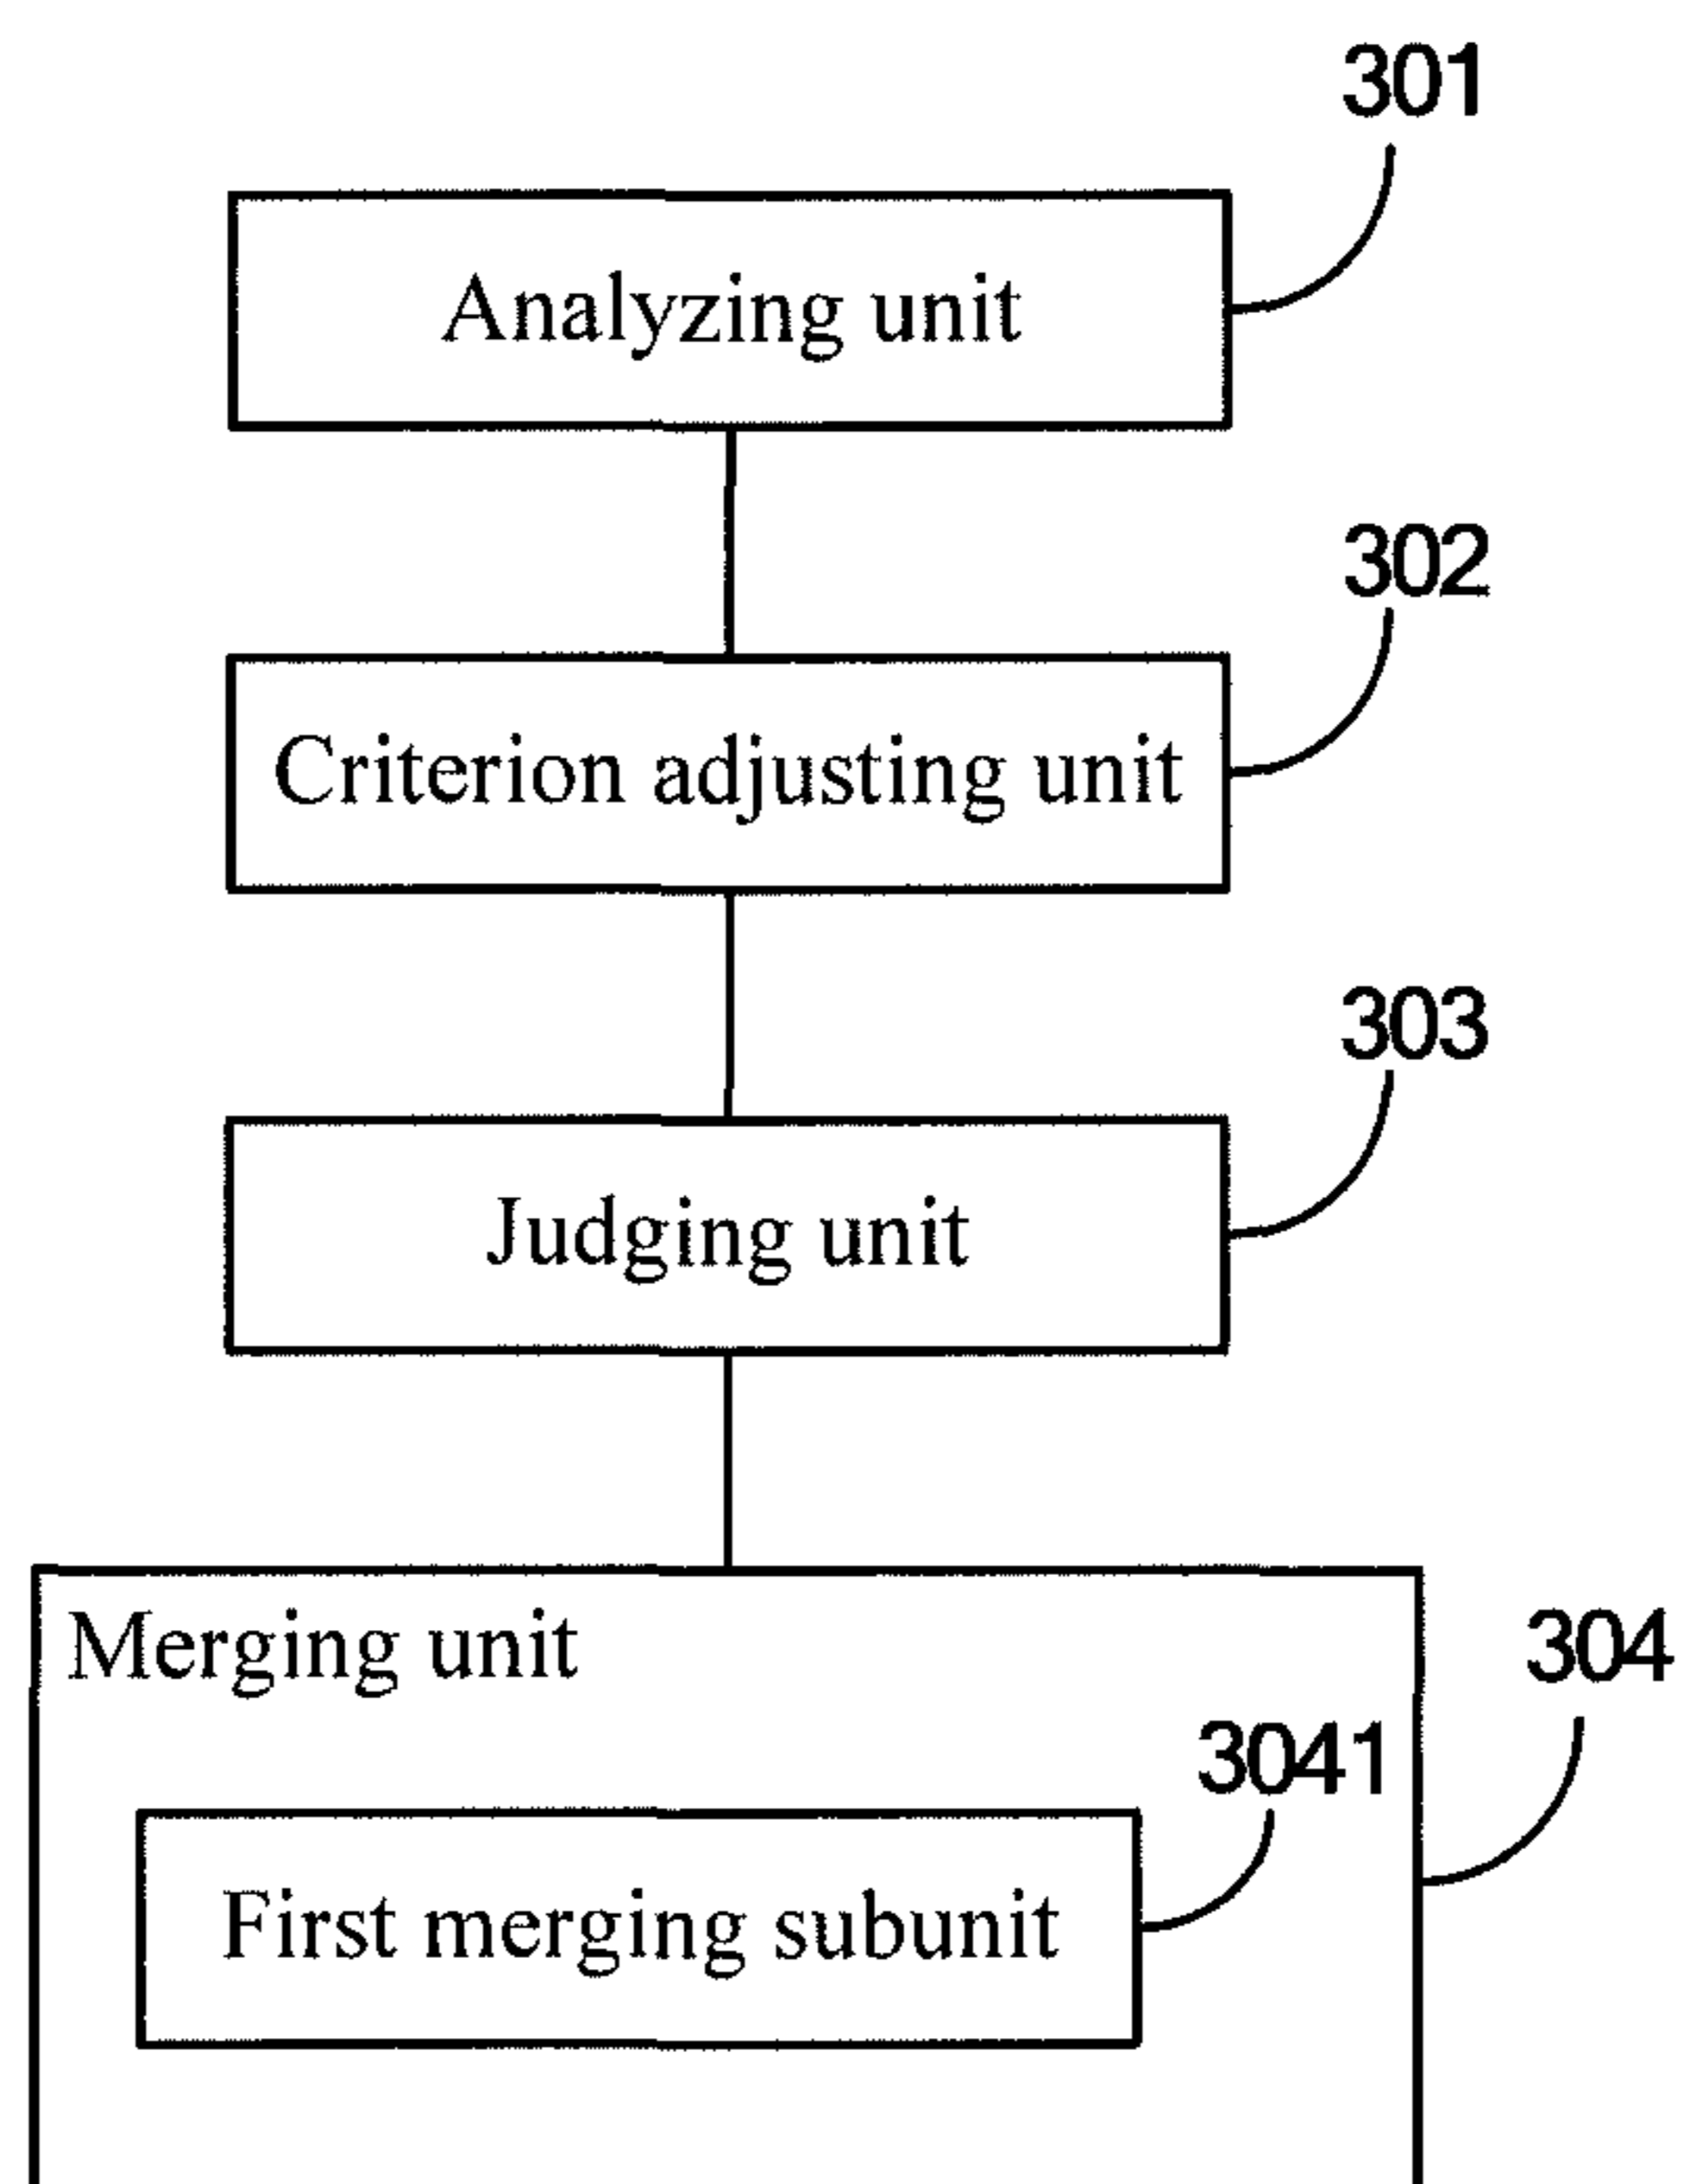 301
Analyzing unit
302
Criterion adjusting unit
303
Judging unit
Merging unit
304
3041
First merging subunit